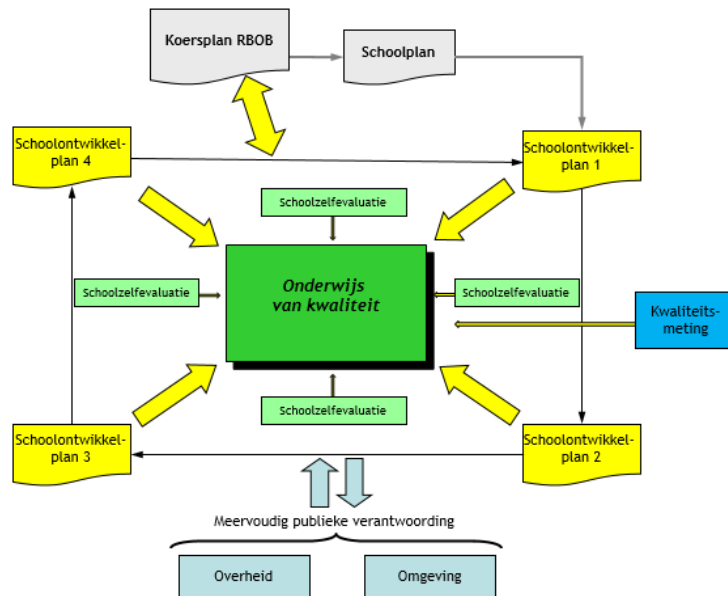 Koersplan RBOB
Schoolplan
Schoolontwikkel-
plan 4
Schoolontwikkel-
plan 1
Schoolzelfevaluatie
Onderwijs
van kwaliteit
Schoolzelfevaluatie
Schoolzelfevaluatie
Kwaliteits-
meting
Schoolzelfevaluatie
Schoolontwikkel-
plan 3
Schoolontwikkel-
plan 2
Meervoudig publieke verantwoording
Overheid
Omgeving